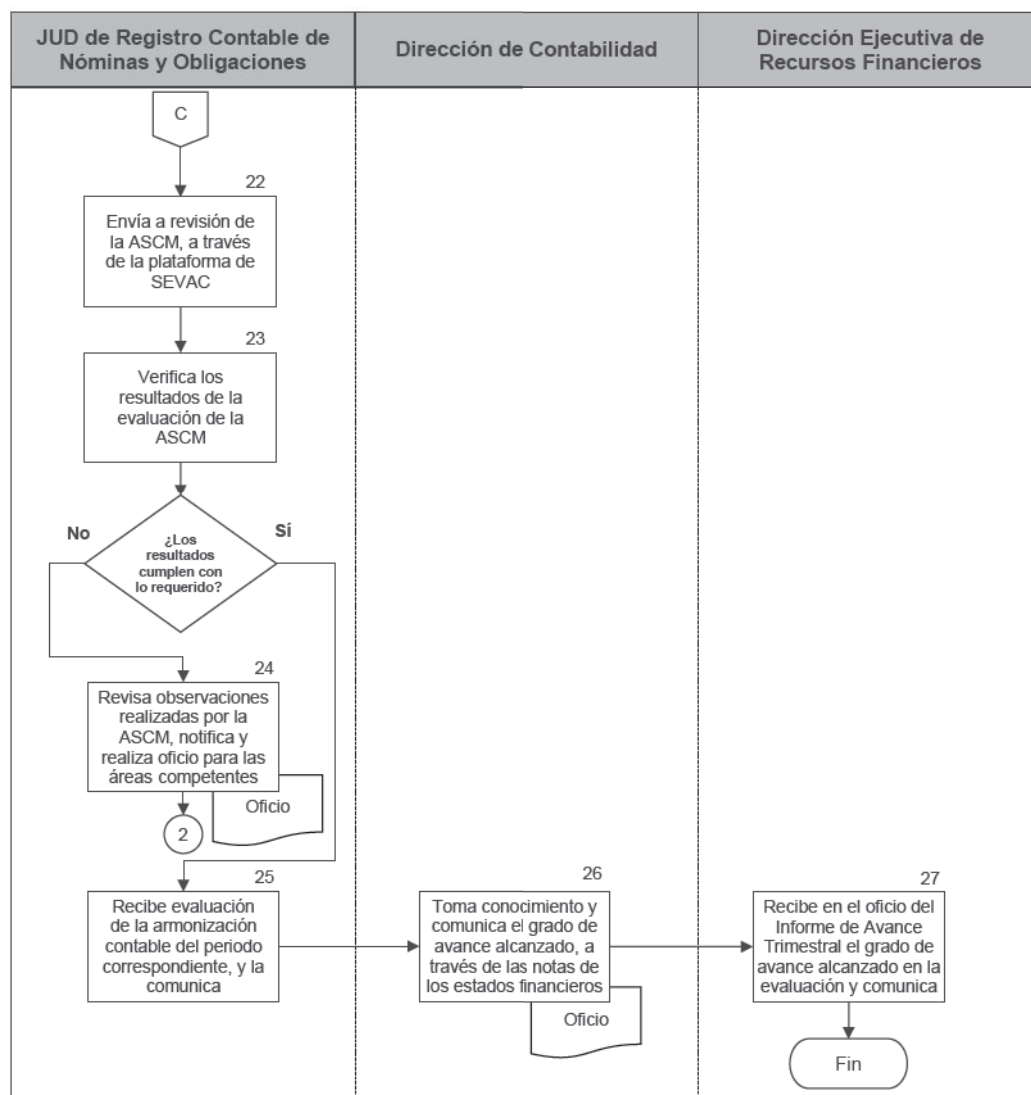 JUD de Registro Contable de
Nóminas y Obligaciones
Dirección de Contabilidad
Dirección Ejecutiva de
Recursos Financieros
C
22
Envía a revisión de
la ASCM, a través
de la plataforma de
SEVAC
23
Verifica los
resultados de la
evaluación de la
ASCM
No
Sí
¿Los
resultados
cumplen con
lo requerido?
24
Revisa observaciones
realizadas por la
ASCM, notifica y
realiza oficio para las
áreas competentes
Oficio
2
25
Recibe evaluación
de la armonización
contable del periodo
correspondiente, y la
comunica
26
Toma conocimiento y
comunica el grado de
avance alcanzado, a
través de las notas de
los estados financieros
Oficio
27
Recibe en el oficio del
Informe de Avance
Trimestral el grado de
avance alcanzado en la
evaluación y comunica
Fin